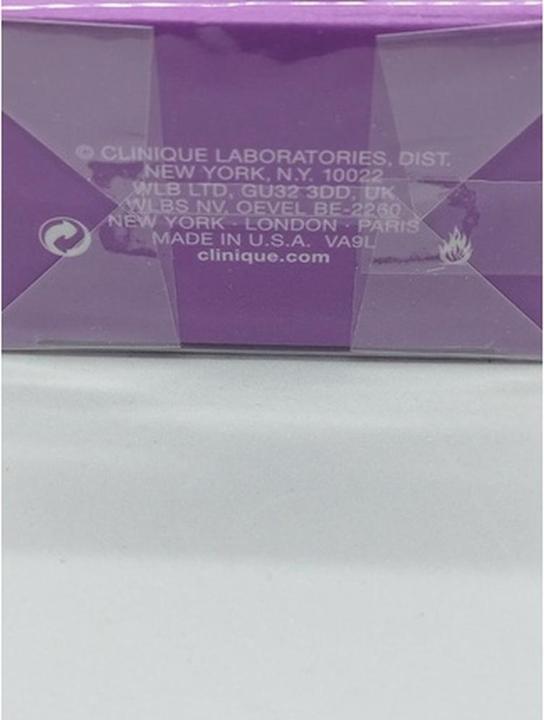 © CLINIQUE LABORATORIES, DIST.
NEW YORK, N.Y. 10022
WLB LTD, GU32 3DD, UK
WLBS NV, OEVEL BE-2260
NEW YORK · LONDON · PARIS
MADE IN U.S.A. VA9L
clinique.com